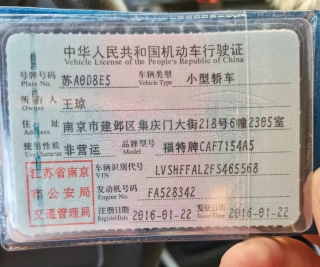 中华人民共和国机动车行驶证
Vehicle License of the People's Republic of China
号牌号码 苏A0D8E5 车辆类型 小型轿车
Plate No. Vehicle Type
所有人 王琼
Owner
住址 南京市建邺区集庆门大街218号6幢2305室
Address
使用性质 非营运 品牌型号 福特牌CAF7154A5
Use Character Model
江苏省南京市公安局交通管理局
车辆识别代号 LVSHFFAL2FS465568
VIN
发动机号码 FA528342
Engine No.
注册日期 2016-01-22 发证日期 2016-01-22
Register Date Issue Date